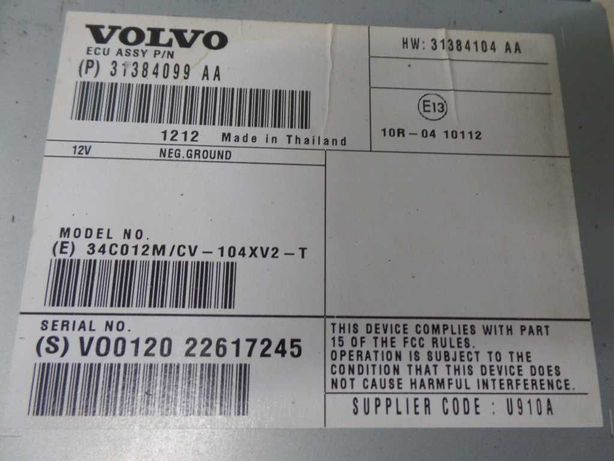 VOLVO
ECU ASSY P/N
(P) 31384099 AA
HW: 31384104 AA
E13
10R-04 10112
1212 Made in Thailand
12V NEG.GROUND
MODEL NO.
(E) 34C012M/CV-104XV2-T
SERIAL NO.
(S) VO0120 22617245
THIS DEVICE COMPLIES WITH PART
15 OF THE FCC RULES.
OPERATION IS SUBJECT TO THE
CONDITION THAT THIS DEVICE DOES
NOT CAUSE HARMFUL INTERFERENCE.
SUPPLIER CODE : U910A